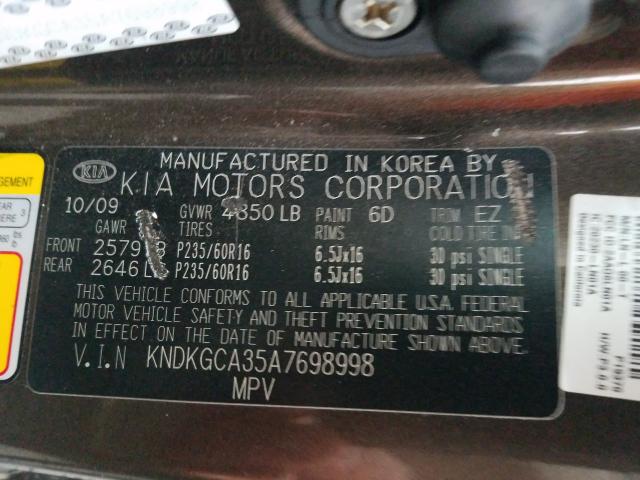 KIA MANUFACTURED IN KOREA BY
KIA MOTORS CORPORATION
10/09 GVWR 4850 LB PAINT 6D TRIM EZ
GAWR TIRES RIMS COLD TIRE
FRONT 2579 P235/60R16 6.5Jx16 30 psi SINGLE
REAR 2646 P235/60R16 6.5Jx16 30 psi SINGLE
THIS VEHICLE CONFORMS TO ALL APPLICABLE U.S.A. FEDERAL
MOTOR VEHICLE SAFETY AND THEFT PREVENTION STANDARDS
IN EFFECT ON THE DATE OF MANUFACTURE SHOWN ABOVE.
V.I.N KNDKGCA35A7698998
MPV